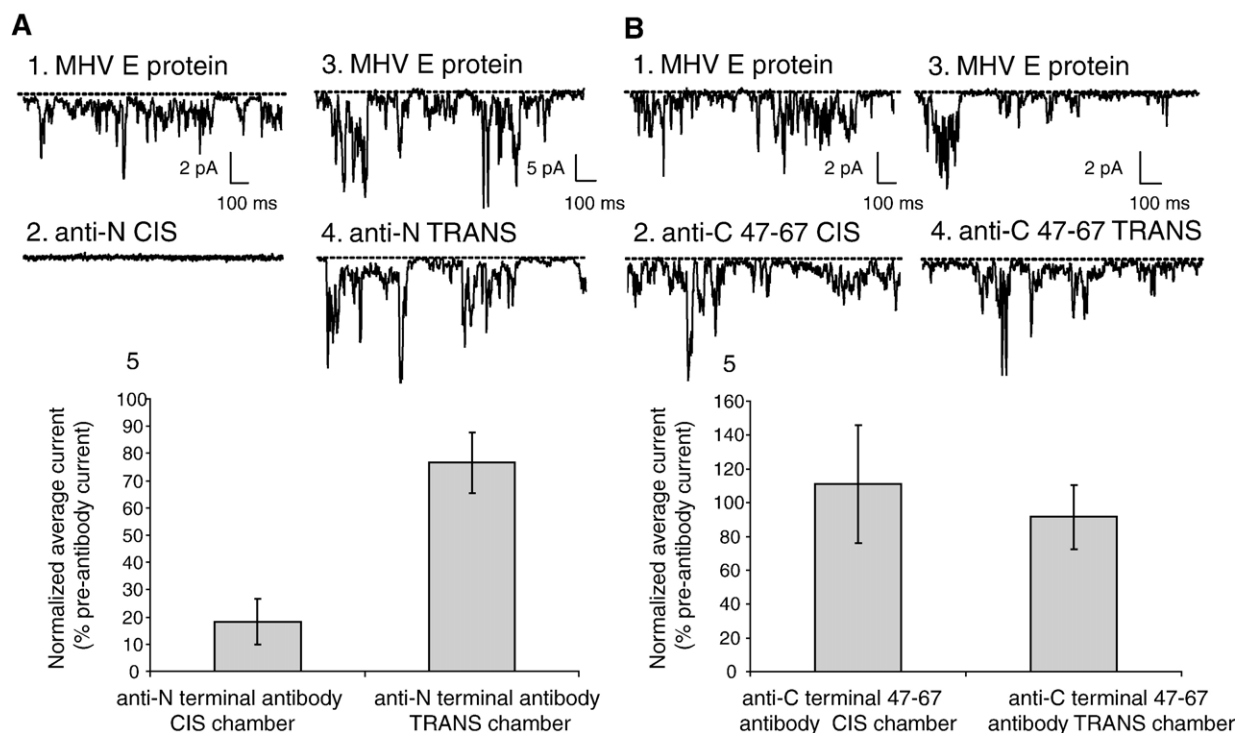 A
1. MHV E protein
2 pA
100 ms
2. anti-N CIS
3. MHV E protein
5 pA
100 ms
4. anti-N TRANS
5
Normalized average current
(% pre-antibody current)
100
90
80
70
60
50
40
30
20
10
0
anti-N terminal antibody
CIS chamber
anti-N terminal antibody
TRANS chamber
B
1. MHV E protein
2 pA
100 ms
2. anti-C 47-67 CIS
3. MHV E protein
2 pA
100 ms
4. anti-C 47-67 TRANS
5
Normalized average current
(% pre-antibody current)
160
140
120
100
80
60
40
20
0
anti-C terminal 47-67
antibody CIS chamber
anti-C terminal 47-67
antibody TRANS chamber